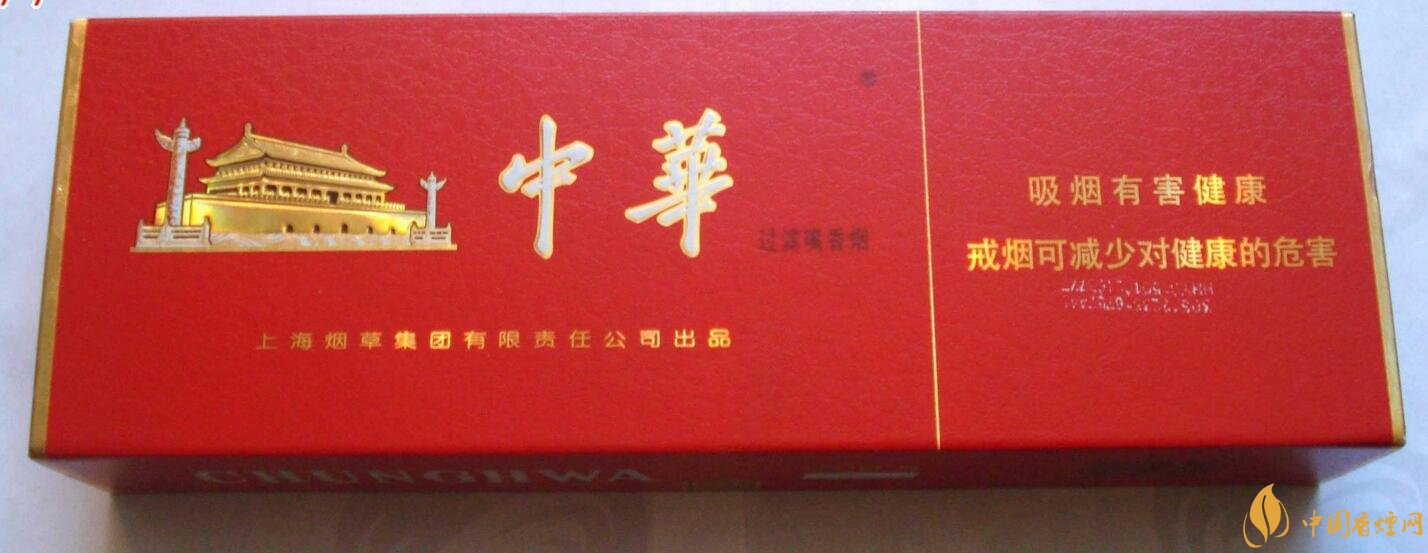 中華
过滤嘴香烟
上海烟草集团有限责任公司出品
吸烟有害健康
戒烟可减少对健康的危害
CHUNGHWA
中国香煙网